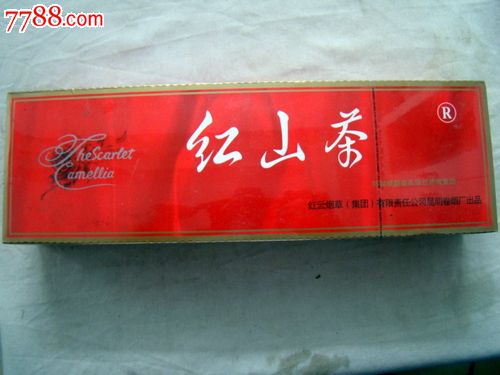 7788.com
The Scarlet
Camellia
红山茶
®
红云烟草（集团）有限责任公司昆明卷烟厂出品